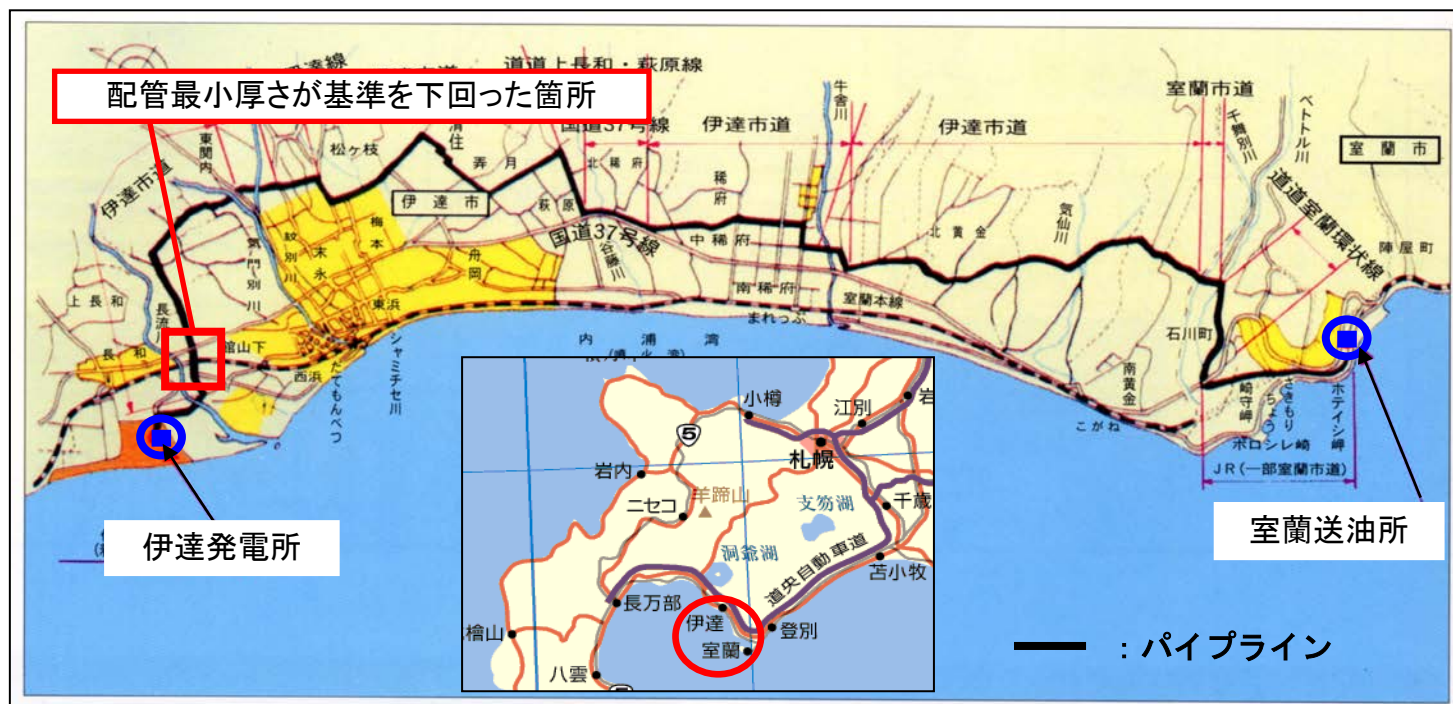 道道上長和・萩原線
配管最小厚さが基準を下回った箇所
室蘭市道
牛舎川
国道37号線
伊達市道
伊達市道
千舞別川
ペトトル川
室蘭市
東関内
松ヶ枝
清住
弄月
北稀府
稀府
伊達市道
伊達市
萩原
国道37号線
谷藤川
中稀府
北黄金
気仙川
道道室蘭環状線
陣屋町
気門別川
紋別川
末永
梅本
舟岡
東浜
南稀府
室蘭本線
まれっぷ
石川町
上長和
長流川
長和
館山下
西浜
だてもんべつ
シャミチセ川
内浦湾
南黄金
こがね
崎守岬
さきもりちょう
ボロシレ崎
ホテイシ岬
JR(一部室蘭市道)
伊達発電所
室蘭送油所
小樽
江別
岩
5
札幌
岩内
ニセコ
羊蹄山
支笏湖
千歳
洞爺湖
道央自動車道
苫小牧
長万部
伊達
登別
室蘭
檜山
八雲
:パイプライン